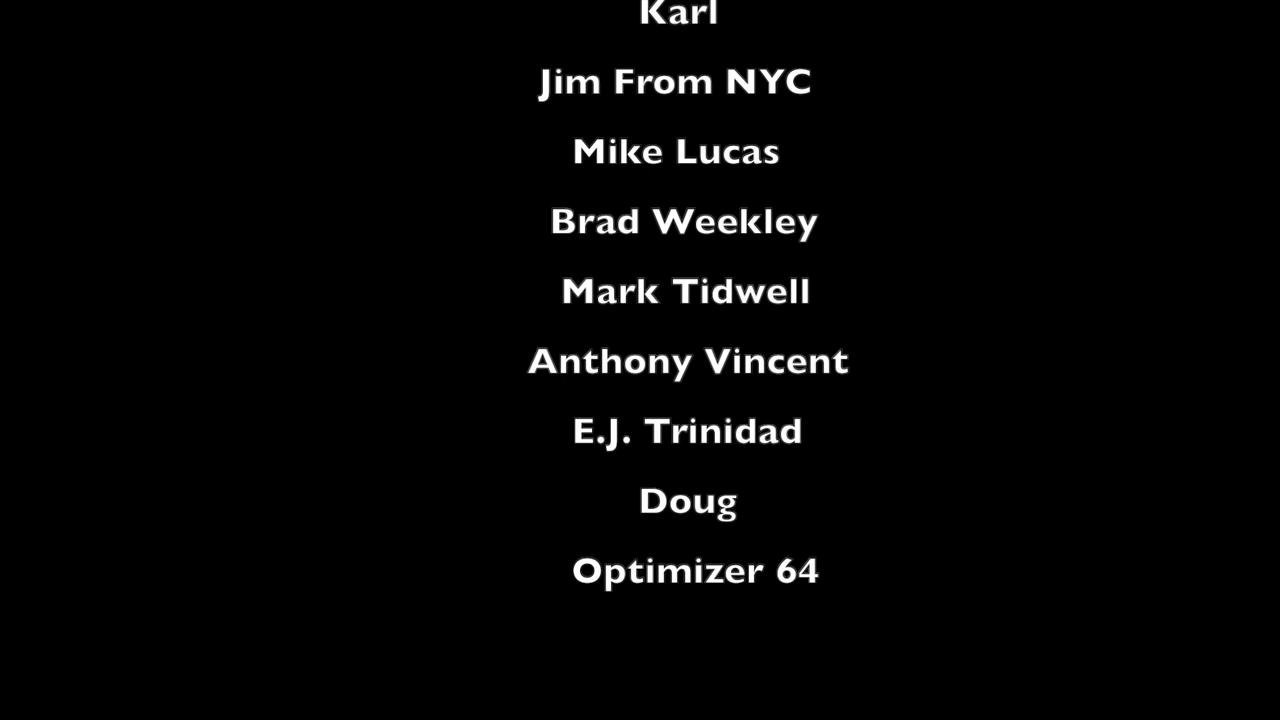 Karl
Jim From NYC
Mike Lucas
Brad Weekley
Mark Tidwell
Anthony Vincent
E.J. Trinidad
Doug
Optimizer 64